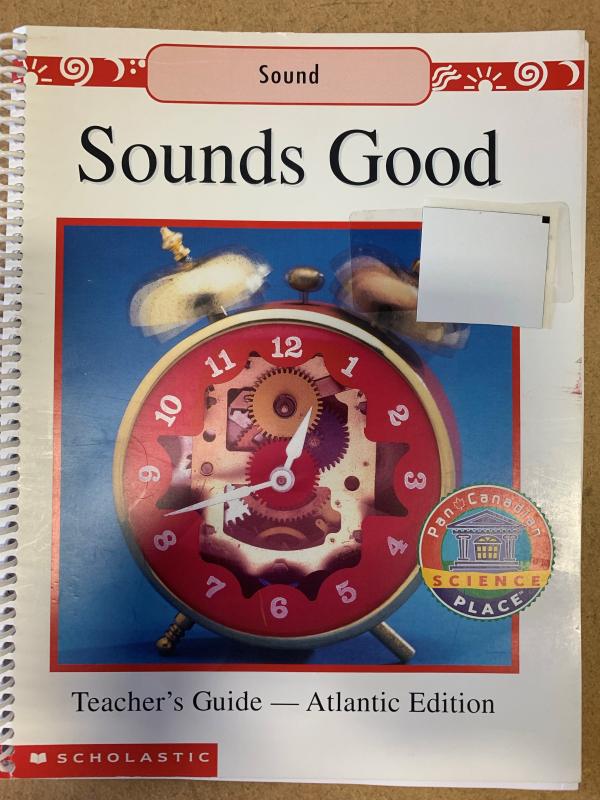 Sound
Sounds Good
12
1
2
3
4
5
6
7
8
9
10
11
Pan Canadian
SCIENCE
PLACE™
Teacher's Guide — Atlantic Edition
SCHOLASTIC